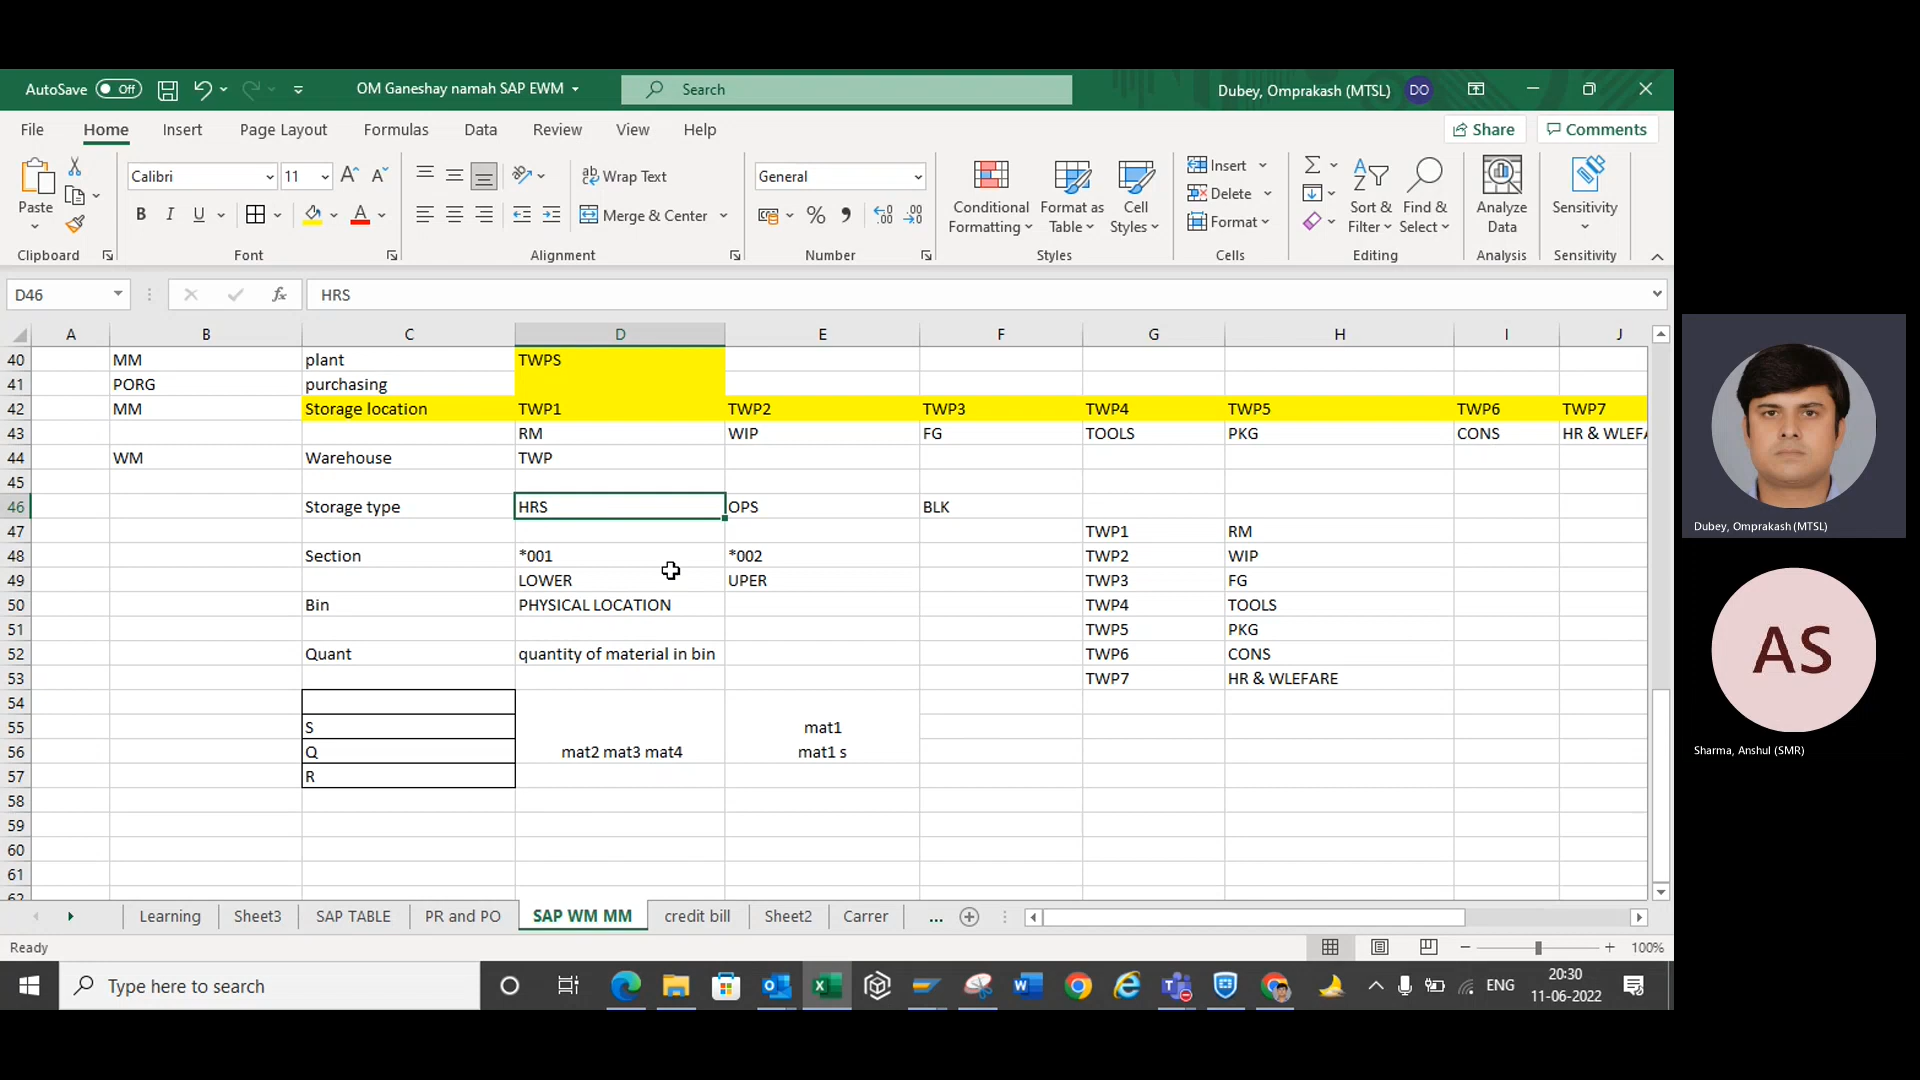 AutoSave Off OM Ganeshay namah SAP EWM Search Dubey, Omprakash (MTSL) DO
File Home Insert Page Layout Formulas Data Review View Help Share Comments
Paste Calibri 11 A A Wrap Text General Conditional Formatting Format as Table Cell Styles Insert Delete Format Sort & Filter Find & Select Analyze Data Sensitivity
B I U A Merge & Center % ,
Clipboard Font Alignment Number Styles Cells Editing Analysis Sensitivity
D46 fx HRS
A B C D E F G H I J
40 MM plant TWPS
41 PORG purchasing
42 MM Storage location TWP1 TWP2 TWP3 TWP4 TWP5 TWP6 TWP7
43 RM WIP FG TOOLS PKG CONS HR & WLEFA
44 WM Warehouse TWP
45
46 Storage type HRS OPS BLK
47 TWP1 RM
48 Section *001 *002 TWP2 WIP
49 LOWER UPER TWP3 FG
50 Bin PHYSICAL LOCATION TWP4 TOOLS
51 TWP5 PKG
52 Quant quantity of material in bin TWP6 CONS
53 TWP7 HR & WLEFARE
54
55 S mat1
56 Q mat2 mat3 mat4 mat1 s
57 R
58
59
60
61
Learning Sheet3 SAP TABLE PR and PO SAP WM MM credit bill Sheet2 Carrer ...
Ready 100%
Type here to search ENG 20:30
11-06-2022
Dubey, Omprakash (MTSL)
AS
Sharma, Anshul (SMR)